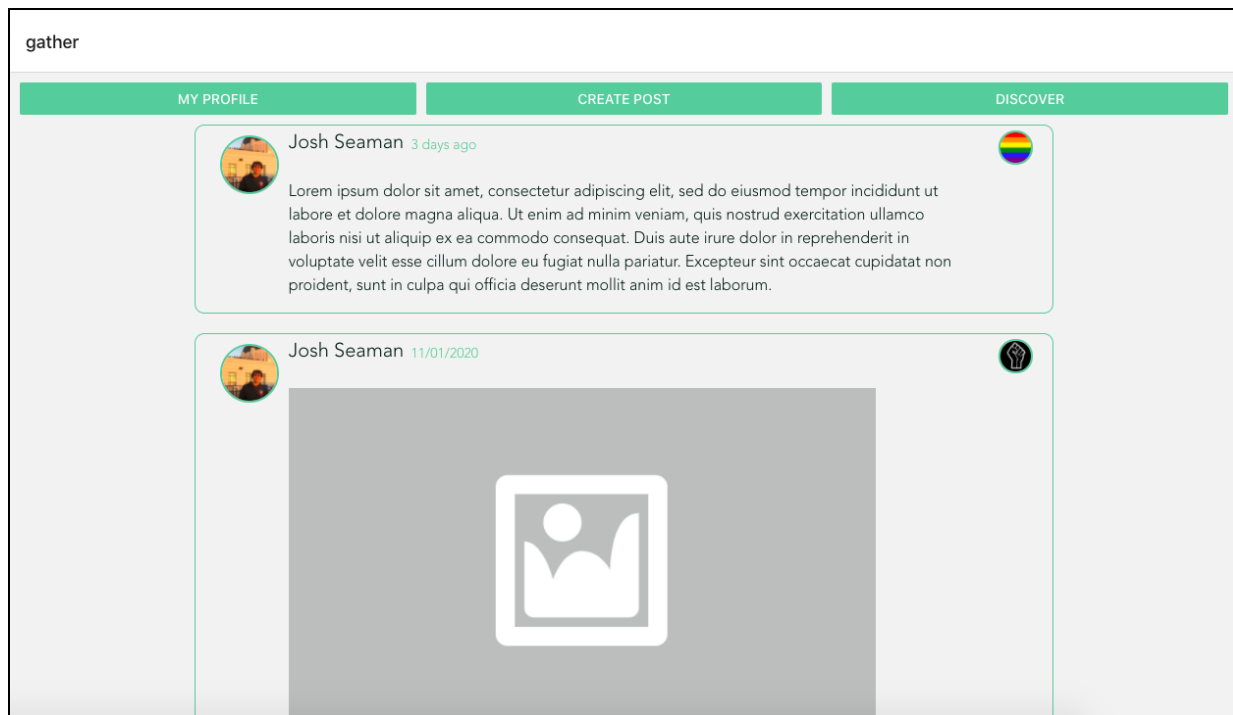 gather
MY PROFILE
CREATE POST
DISCOVER
Josh Seaman 3 days ago
Lorem ipsum dolor sit amet, consectetur adipiscing elit, sed do eiusmod tempor incididunt ut
labore et dolore magna aliqua. Ut enim ad minim veniam, quis nostrud exercitation ullamco
laboris nisi ut aliquip ex ea commodo consequat. Duis aute irure dolor in reprehenderit in
voluptate velit esse cillum dolore eu fugiat nulla pariatur. Excepteur sint occaecat cupidatat non
proident, sunt in culpa qui officia deserunt mollit anim id est laborum.
Josh Seaman 11/01/2020